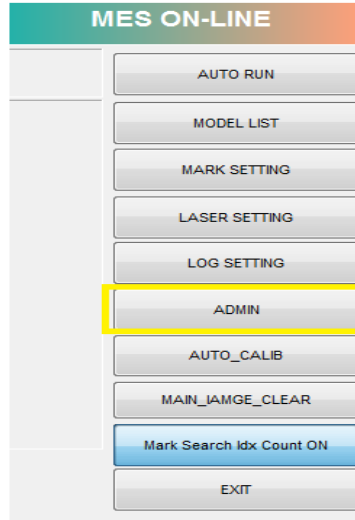 MES ON-LINE
AUTO RUN
MODEL LIST
MARK SETTING
LASER SETTING
LOG SETTING
ADMIN
AUTO_CALIB
MAIN_IAMGE_CLEAR
Mark Search Idx Count ON
EXIT